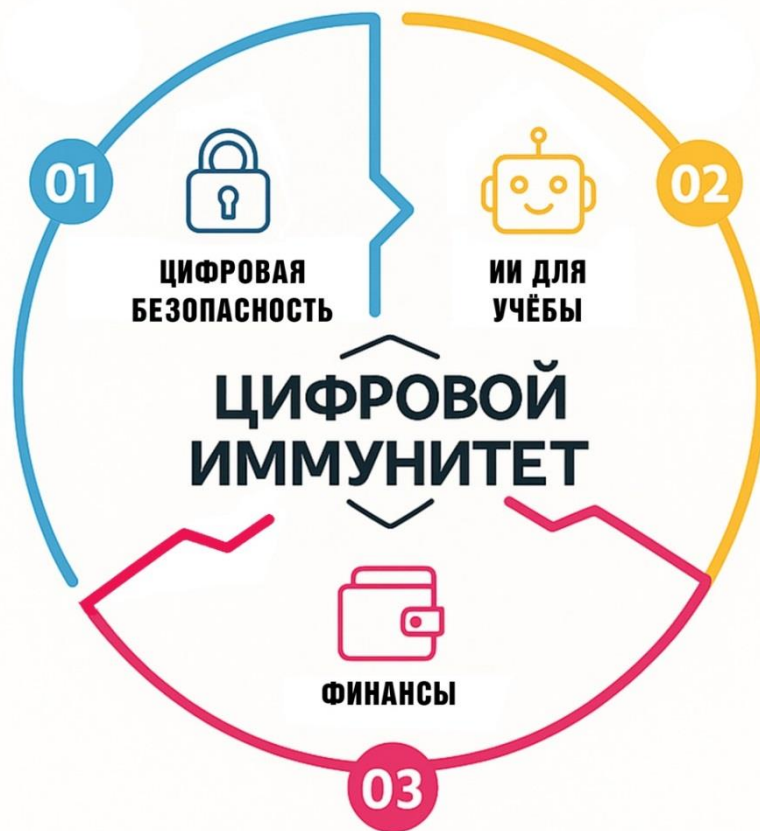 01
ЦИФРОВАЯ
БЕЗОПАСНОСТЬ
02
ИИ ДЛЯ
УЧЁБЫ
ЦИФРОВОЙ
ИММУНИТЕТ
ФИНАНСЫ
03